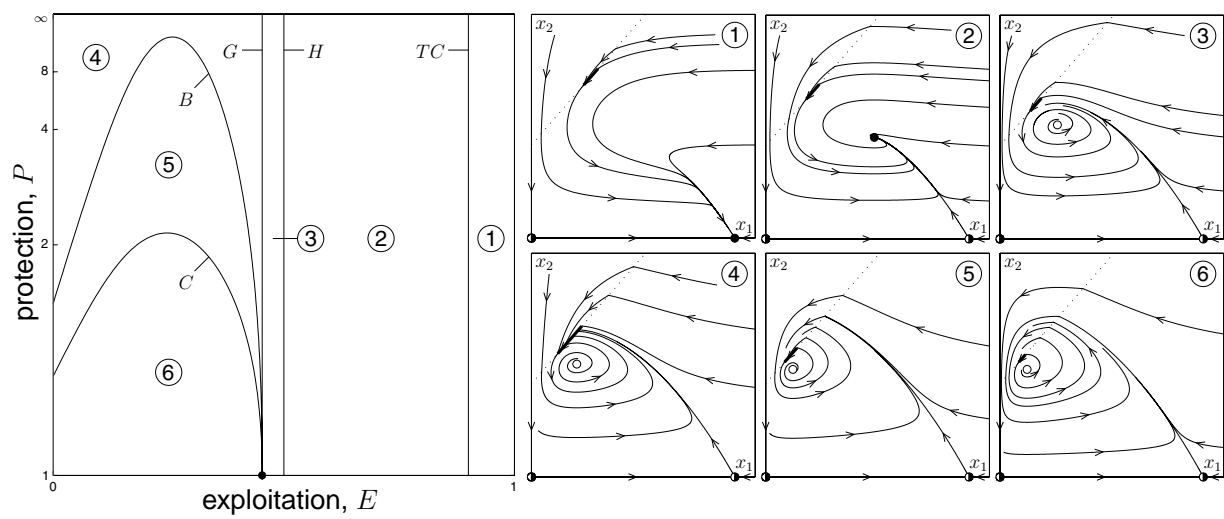 ∞
④
G
H
TC
8
B
4
⑤
③
②
①
2
C
⑥
1
0
1
protection, P
exploitation, E
x₂
①
x₁
x₂
②
x₁
x₂
③
x₁
x₂
④
x₁
x₂
⑤
x₁
x₂
⑥
x₁